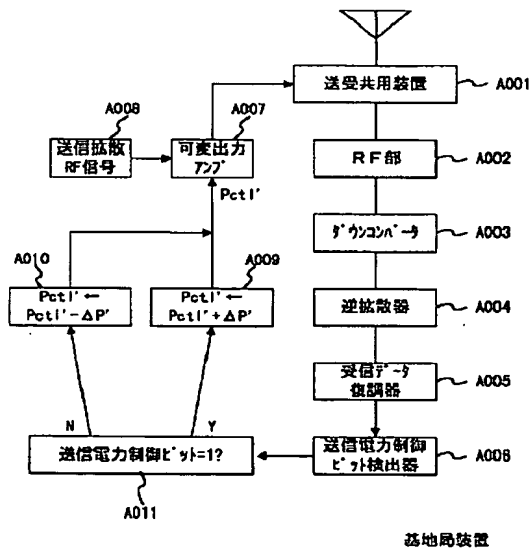 送受共用装置
A001
A008
A007
送信拡散
RF信号
可変出力
アンプ
RF部
A002
Pctl'
ダウンコンバータ
A003
A010
A009
Pctl'←
Pctl'-ΔP'
Pctl'←
Pctl'+ΔP'
逆拡散器
A004
受信データ
復調器
A005
N
Y
送信電力制御ビット=1?
送信電力制御
ビット検出器
A006
A011
基地局装置